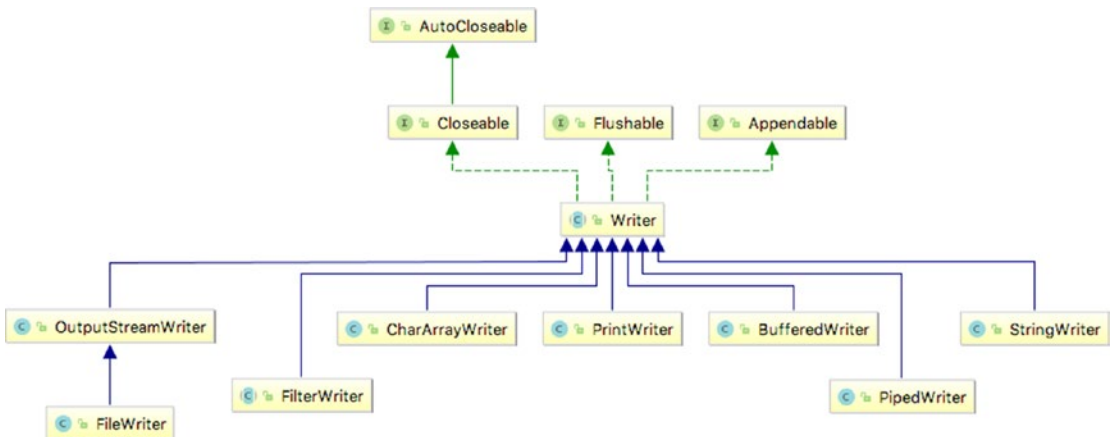 AutoCloseable
Closeable
Flushable
Appendable
Writer
OutputStreamWriter
CharArrayWriter
PrintWriter
BufferedWriter
StringWriter
FilterWriter
PipedWriter
FileWriter